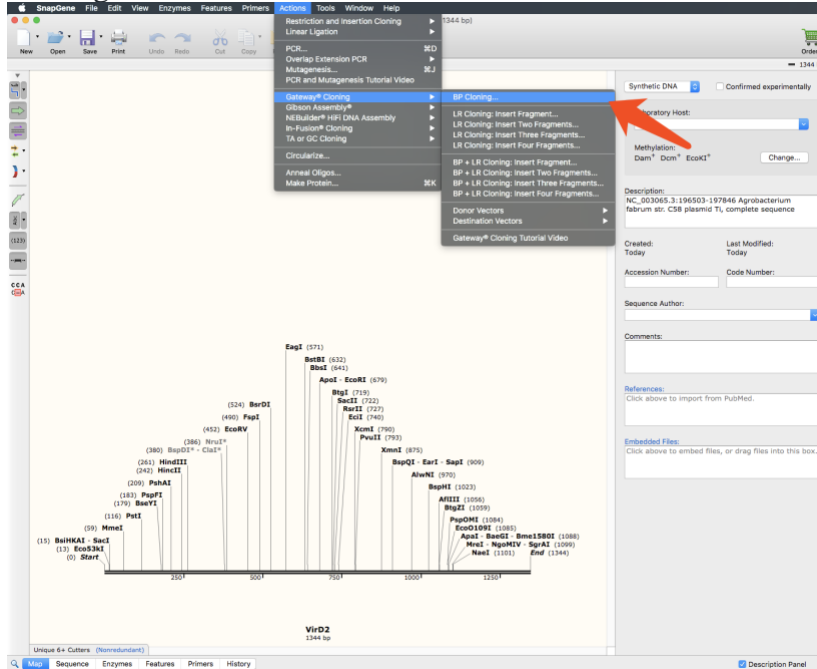 SnapGene File Edit View Enzymes Features Primers Actions Tools Window Help
1344 bp)
New Open Save Print Undo Redo Cut Copy
Order
1344
Restriction and Insertion Cloning
Linear Ligation
PCR... ⌘D
Overlap Extension PCR
Mutagenesis... ⌘J
PCR and Mutagenesis Tutorial Video
Gateway® Cloning
Gibson Assembly®
NEBuilder® HiFi DNA Assembly
In-Fusion® Cloning
TA or GC Cloning
Circularize...
Anneal Oligos...
Make Protein... ⌘K
BP Cloning...
LR Cloning: Insert Fragment...
LR Cloning: Insert Two Fragments...
LR Cloning: Insert Three Fragments...
LR Cloning: Insert Four Fragments...
BP + LR Cloning: Insert Fragment...
BP + LR Cloning: Insert Two Fragments...
BP + LR Cloning: Insert Three Fragments...
BP + LR Cloning: Insert Four Fragments...
Donor Vectors
Destination Vectors
Gateway® Cloning Tutorial Video
Synthetic DNA Confirmed experimentally
oratory Host:
Methylation:
Dam+ Dcm+ EcoKI+ Change...
Description:
NC_003065.3:196503-197846 Agrobacterium
fabrum str. C58 plasmid Ti, complete sequence
Created: Last Modified:
Today Today
Accession Number: Code Number:
Sequence Author:
Comments:
References:
Click above to import from PubMed.
Embedded Files:
Click above to embed files, or drag files into this box.
(123)
CCA
EagI (571)
BstBI (632)
BbsI (641)
ApoI - EcoRI (679)
BtgI (719)
(524) BsrDI SacII (722)
RsrII (727)
(490) FspI EciI (740)
(452) EcoRV XcmI (790)
(386) NruI* PvuII (793)
(380) BspDI* - ClaI* XmnI (875)
(261) HindIII BspQI - EarI - SapI (909)
(242) HincII
(209) PshAI AlwNI (970)
(183) PspFI BspHI (1023)
(179) BseYI
AflIII (1056)
BtgZI (1059)
(116) PstI PspOMI (1084)
(59) MmeI EcoO109I (1085)
(15) BsiHKAI - SacI ApaI - BaeGI - Bme1580I (1088)
(13) Eco53kI MreI - NgoMIV - SgrAI (1099)
(0) Start NaeI (1101) End (1344)
250 500 750 1000 1250
VirD2
1344 bp
Unique 6+ Cutters (Nonredundant)
Map Sequence Enzymes Features Primers History Description Panel